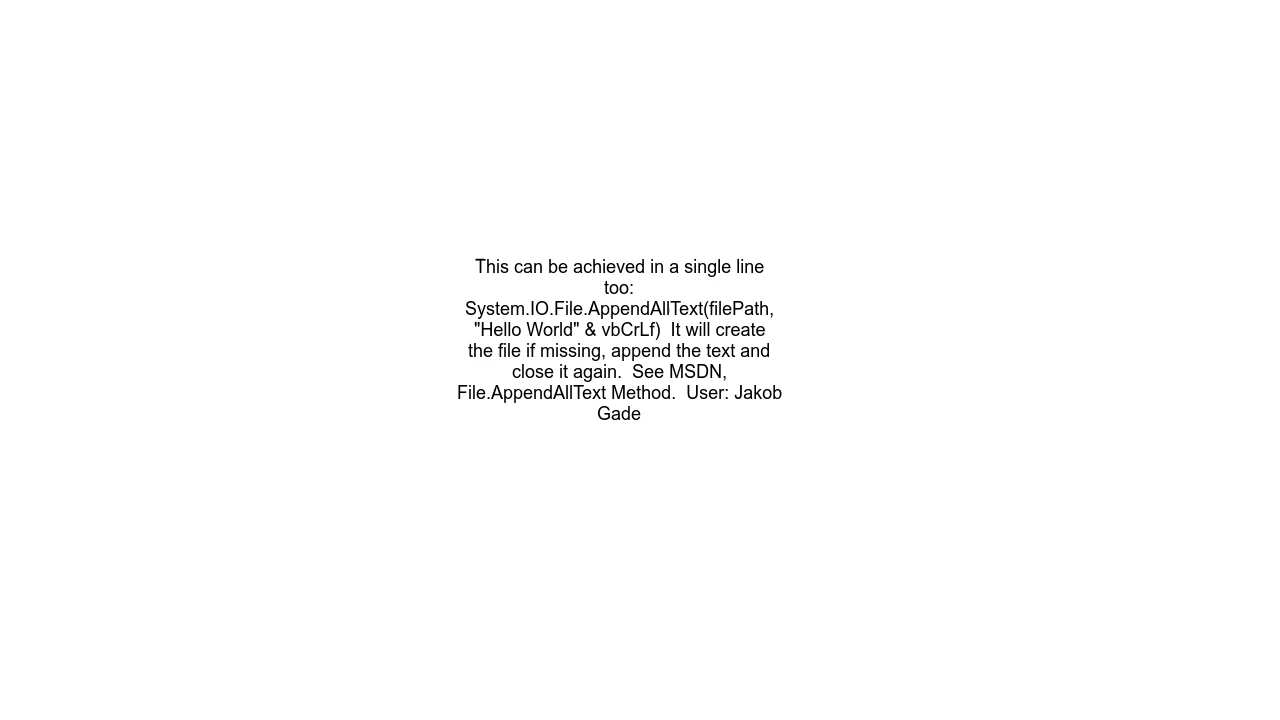 This can be achieved in a single line
too:
System.IO.File.AppendAllText(filePath,
"Hello World" & vbCrLf)  It will create
the file if missing, append the text and
close it again.  See MSDN,
File.AppendAllText Method.  User: Jakob
Gade